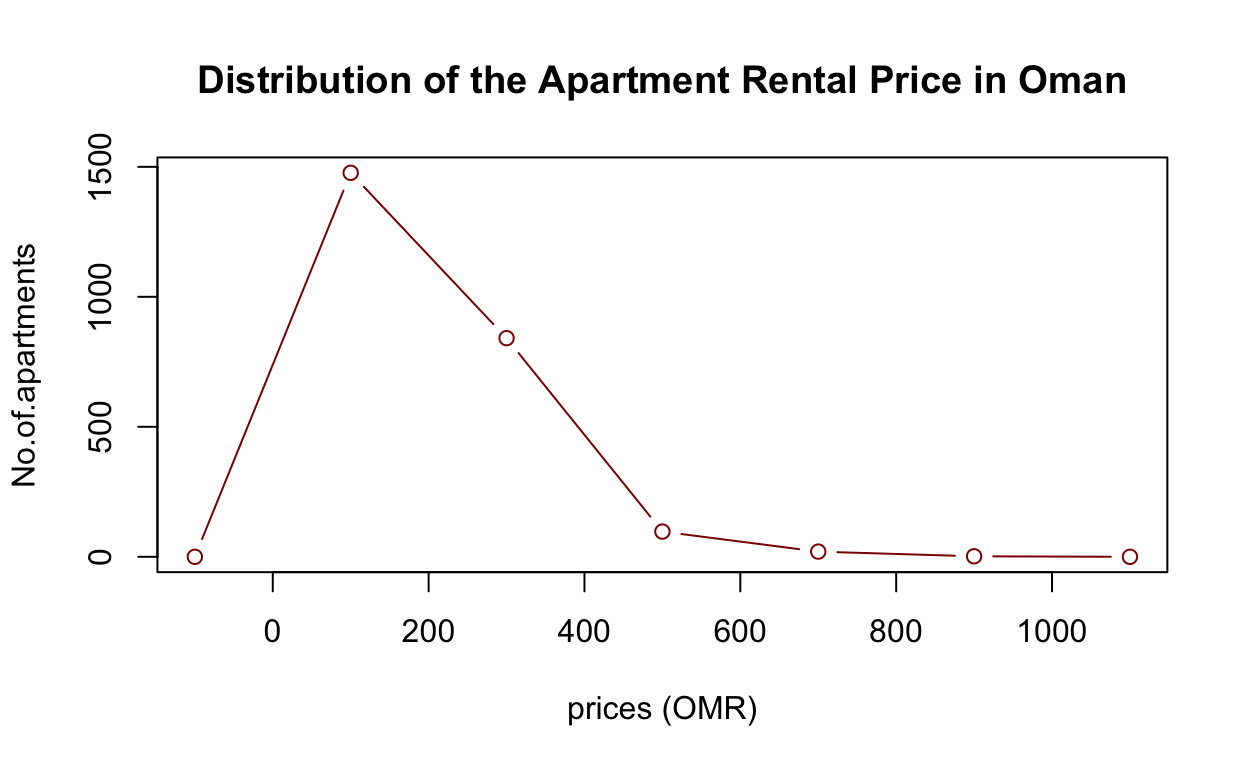 Distribution of the Apartment Rental Price in Oman
No.of.apartments
1500
1000
500
0
0 200 400 600 800 1000
prices (OMR)